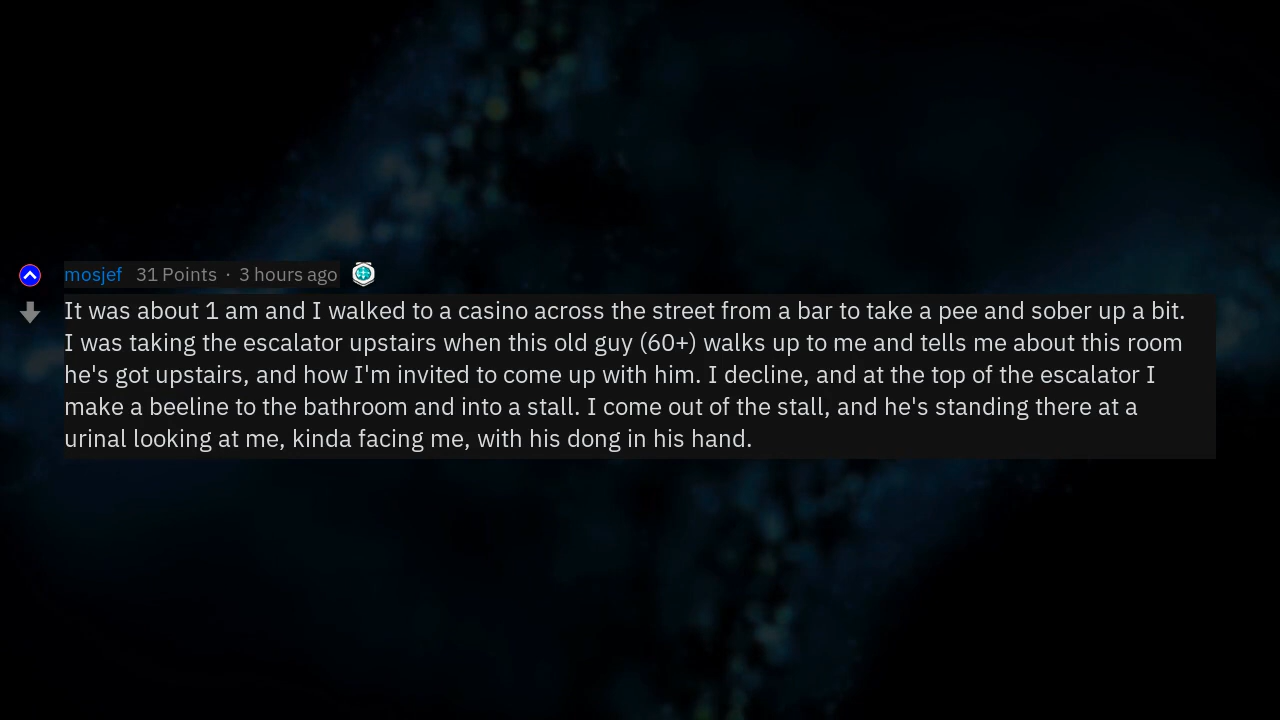 mosjef 31 Points · 3 hours ago
It was about 1 am and I walked to a casino across the street from a bar to take a pee and sober up a bit.
I was taking the escalator upstairs when this old guy (60+) walks up to me and tells me about this room
he's got upstairs, and how I'm invited to come up with him. I decline, and at the top of the escalator I
make a beeline to the bathroom and into a stall. I come out of the stall, and he's standing there at a
urinal looking at me, kinda facing me, with his dong in his hand.